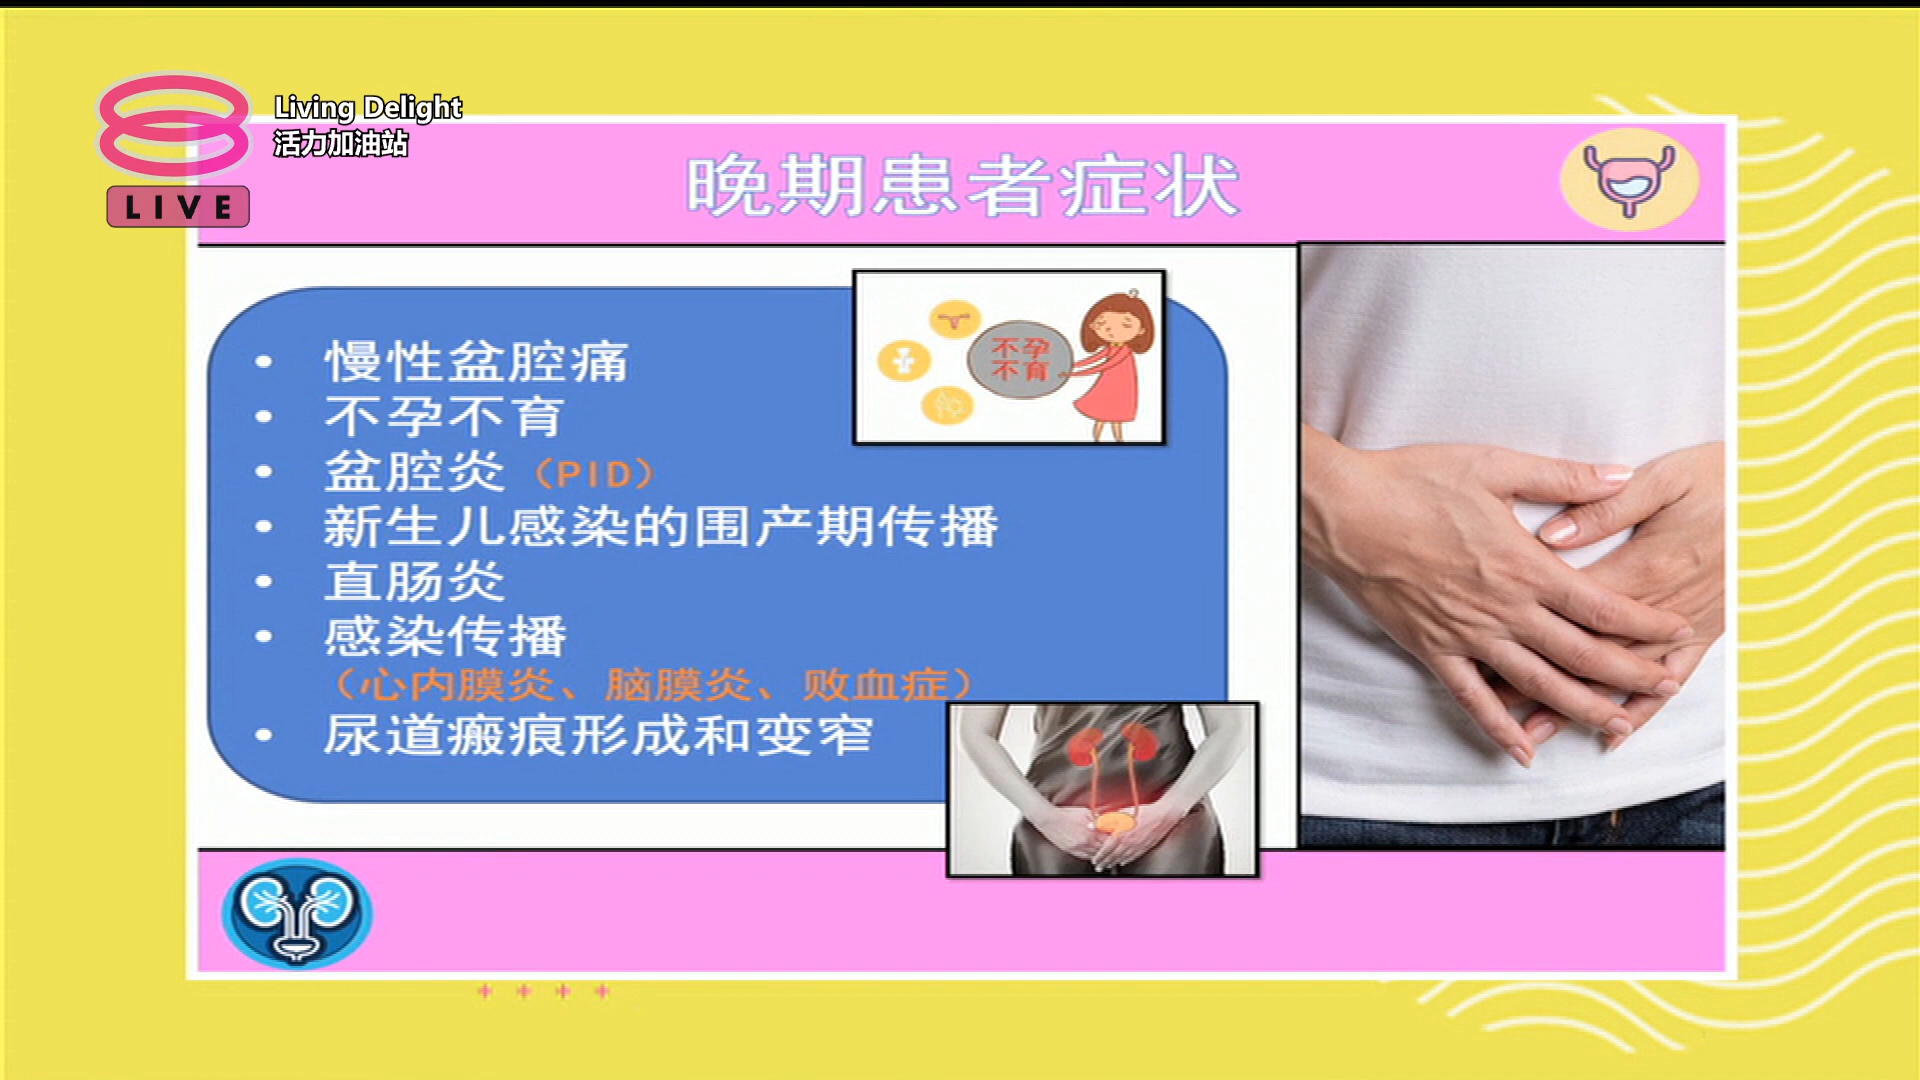 Living Delight
活力加油站
LIVE
晚期患者症状
不孕
不育
• 慢性盆腔痛
• 不孕不育
• 盆腔炎（PID）
• 新生儿感染的围产期传播
• 直肠炎
• 感染传播
（心内膜炎、脑膜炎、败血症）
• 尿道瘢痕形成和变窄